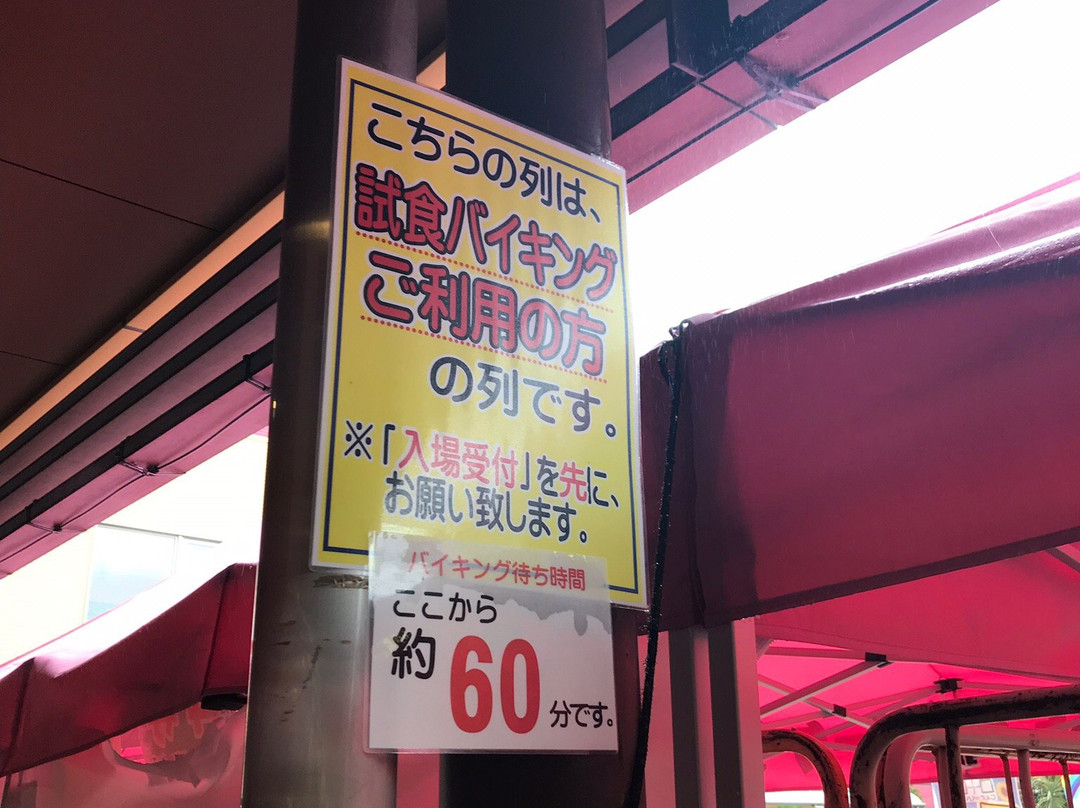 こちらの列は、
試食バイキング
ご利用の方
の列です。
※「入場受付」を先に、
お願い致します。
バイキング待ち時間
ここから
約60分です。